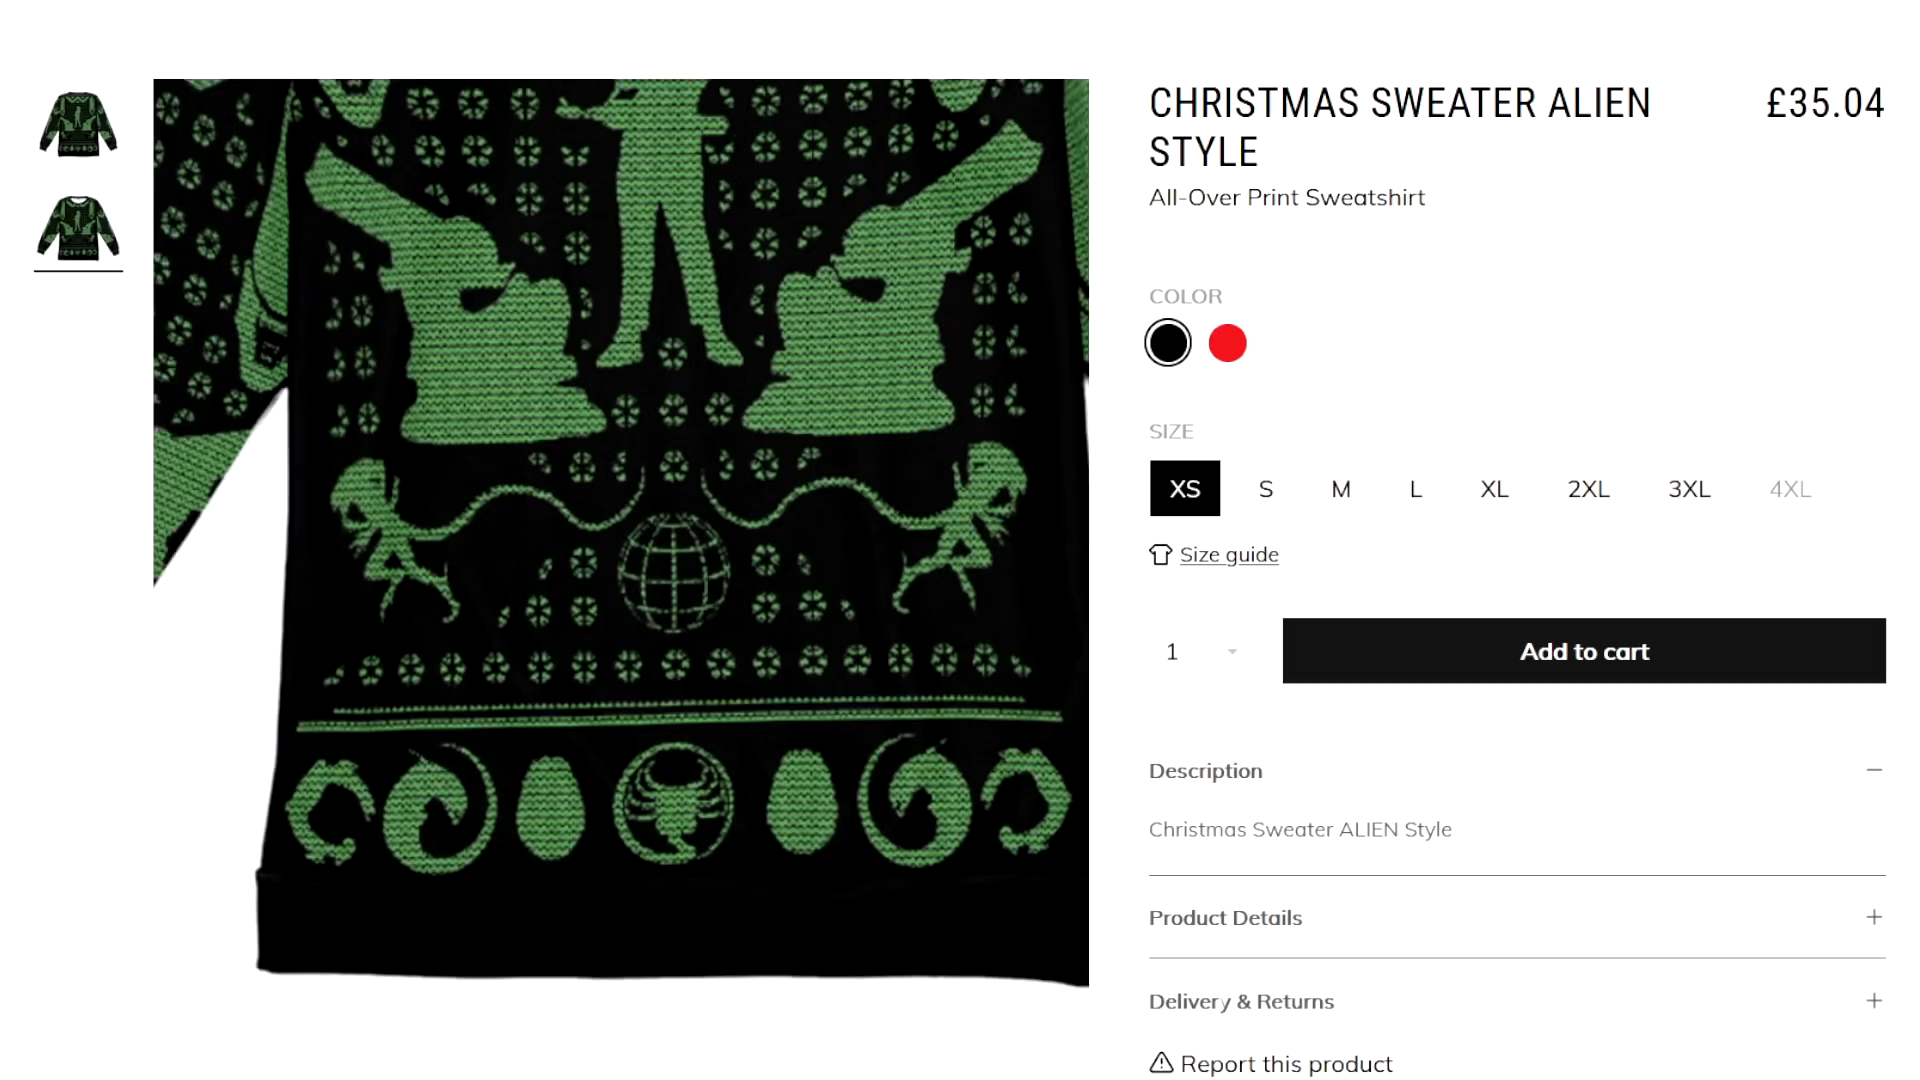 CHRISTMAS SWEATER ALIEN
STYLE
£35.04
All-Over Print Sweatshirt
COLOR
SIZE
XS S M L XL 2XL 3XL 4XL
Size guide
1
Add to cart
Description
Christmas Sweater ALIEN Style
Product Details
Delivery & Returns
Report this product